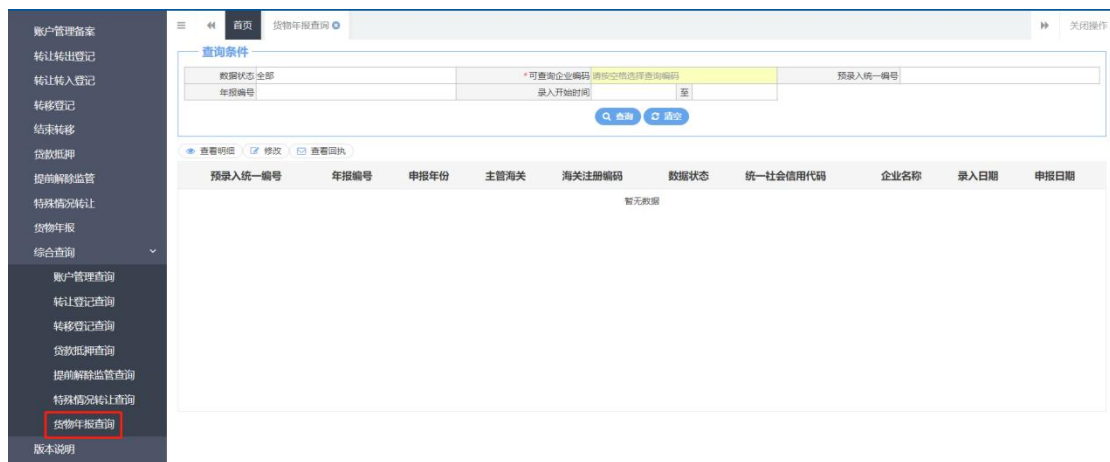 账户管理备案
转让转出登记
转让转入登记
转移登记
结束转移
贷款抵押
提前解除监管
特殊情况转让
货物年报
综合查询
账户管理查询
转让登记查询
转移登记查询
贷款抵押查询
提前解除监管查询
特殊情况转让查询
货物年报查询
版本说明
首页 货物年报查询 关闭操作
查询条件
数据状态 全部 *可查询企业编码 请按空格选择查询编码 预录入统一编号
年报编号 录入开始时间 至
查询 清空
查看明细 修改 查看回执
预录入统一编号 年报编号 申报年份 主管海关 海关注册编码 数据状态 统一社会信用代码 企业名称 录入日期 申报日期
暂无数据